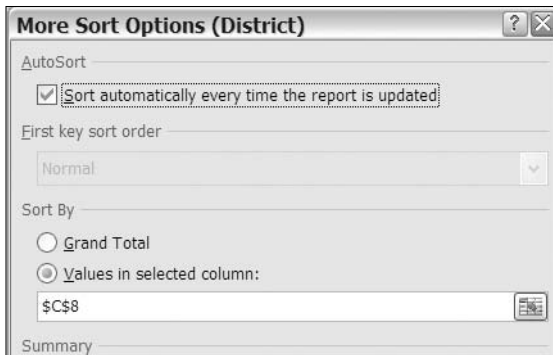 More Sort Options (District)
AutoSort
Sort automatically every time the report is updated
First key sort order
Normal
Sort By
Grand Total
Values in selected column:
$C$8
Summary